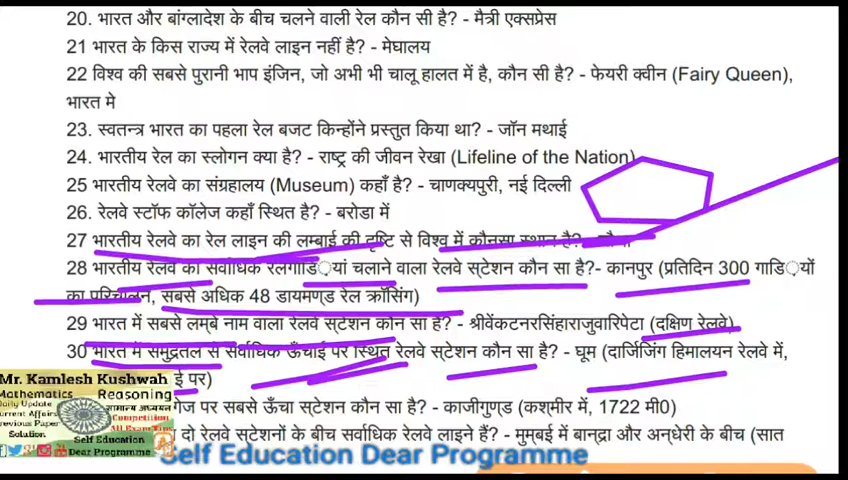 20. भारत और बांग्लादेश के बीच चलने वाली रेल कौन सी है? - मैत्री एक्सप्रेस
21 भारत के किस राज्य में रेलवे लाइन नहीं है? - मेघालय
22 विश्व की सबसे पुरानी भाप इंजिन, जो अभी भी चालू हालत में है, कौन सी है? - फेयरी क्वीन (Fairy Queen),
भारत मे
23. स्वतन्त्र भारत का पहला रेल बजट किन्होंने प्रस्तुत किया था? - जॉन मथाई
24. भारतीय रेल का स्लोगन क्या है? - राष्ट्र की जीवन रेखा (Lifeline of the Nation)
25 भारतीय रेलवे का संग्रहालय (Museum) कहाँ है? - चाणक्यपुरी, नई दिल्ली
26. रेलवे स्टॉफ कॉलेज कहाँ स्थित है? - बरोडा में
27 भारतीय रेलवे का रेल लाइन की लम्बाई की दृष्टि से विश्व में कौनसा स्थान है? -
28 भारतीय रेलवे का सर्वाधिक रेलगाडि़यां चलाने वाला रेलवे स्टेशन कौन सा है?- कानपुर (प्रतिदिन 300 गाडि़यों
का परिचालन, सबसे अधिक 48 डायमण्ड रेल क्रॉसिंग)
29 भारत में सबसे लम्बे नाम वाला रेलवे स्टेशन कौन सा है? - श्रीवेंकटनरसिंहाराजुवारिपेटा (दक्षिण रेलवे)
30 भारत में समुद्रतल से सर्वाधिक ऊँचाई पर स्थित रेलवे स्टेशन कौन सा है? - घूम (दार्जिजिंग हिमालयन रेलवे में,
ई पर)
गेज पर सबसे ऊँचा स्टेशन कौन सा है? - काजीगुण्ड (कश्मीर में, 1722 मी0)
दो रेलवे स्टेशनों के बीच सर्वाधिक रेलवे लाइने हैं? - मुम्बई में बान्द्रा और अन्धेरी के बीच (सात
Mr. Kamlesh Kushwah
Mathematics Reasoning
Daily Update
Current Affairs
Previous Paper
Solution
सामान्य अध्ययन
Competition
All Exam Tips
Self Education
Dear Programme
Self Education Dear Programme